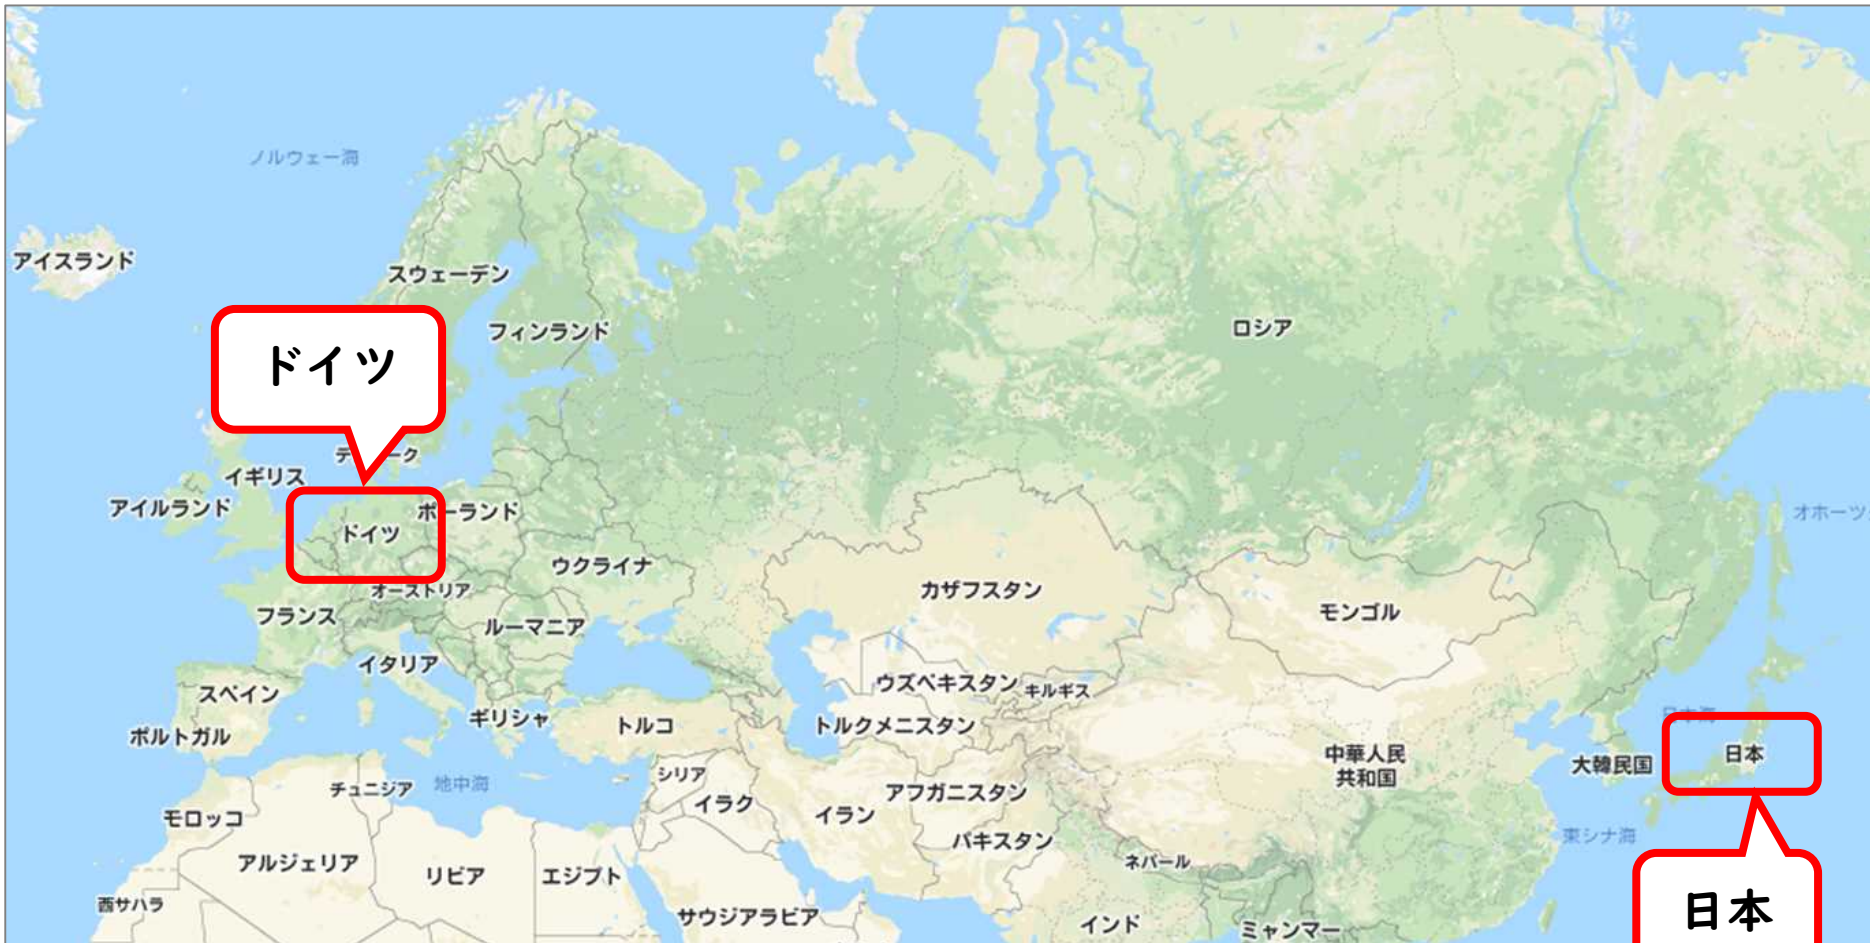 ノルウェー海
アイスランド
スウェーデン
フィンランド
ロシア
ドイツ
イギリス
アイルランド
ポーランド
オホーツ
ドイツ
ウクライナ
オーストリア
カザフスタン
フランス
モンゴル
ルーマニア
イタリア
スペイン
ウズベキスタン
キルギス
ギリシャ
トルコ
トルクメニスタン
日本海
ポルトガル
中華人民
共和国
大韓民国
日本
チュニジア
地中海
シリア
イラク
イラン
アフガニスタン
モロッコ
パキスタン
東シナ海
アルジェリア
リビア
エジプト
ネパール
西サハラ
サウジアラビア
インド
ミャンマー
日本